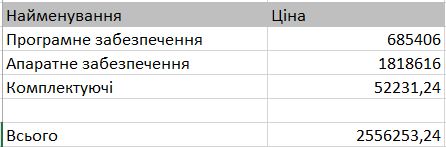 Найменування Ціна
Програмне забезпечення 685406
Апаратне забезпечення 1818616
Комплектуючі 52231,24
Всього 2556253,24